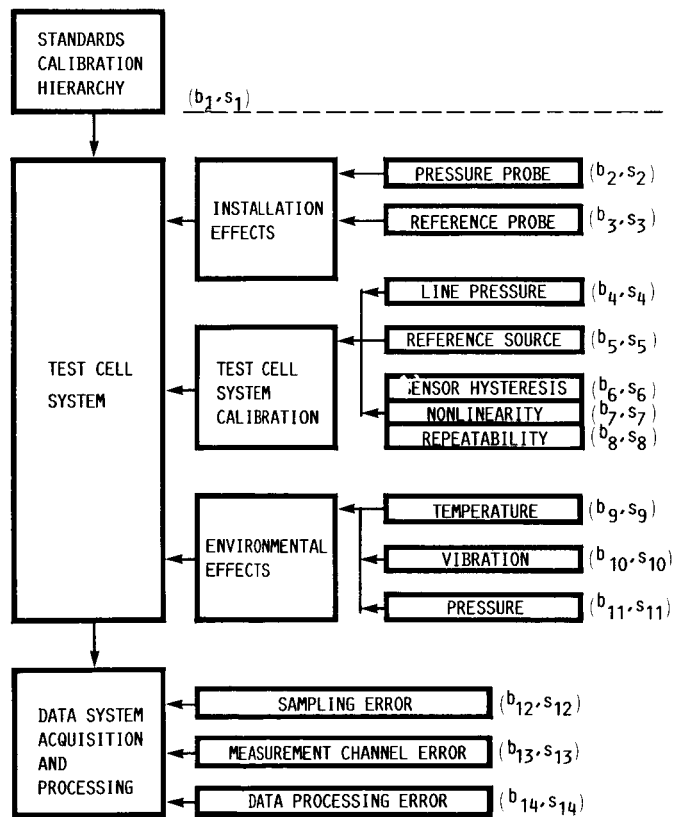 STANDARDS
CALIBRATION
HIERARCHY
(b1,s1)
PRESSURE PROBE (b2,s2)
INSTALLATION
EFFECTS
REFERENCE PROBE (b3,s3)
LINE PRESSURE (b4,s4)
REFERENCE SOURCE (b5,s5)
TEST CELL
SYSTEM
TEST CELL
SYSTEM
CALIBRATION
SENSOR HYSTERESIS (b6,s6)
NONLINEARITY (b7,s7)
REPEATABILITY (b8,s8)
TEMPERATURE (b9,s9)
ENVIRONMENTAL
EFFECTS
VIBRATION (b10,s10)
PRESSURE (b11,s11)
DATA SYSTEM
ACQUISITION
AND
PROCESSING
SAMPLING ERROR (b12,s12)
MEASUREMENT CHANNEL ERROR (b13,s13)
DATA PROCESSING ERROR (b14,s14)